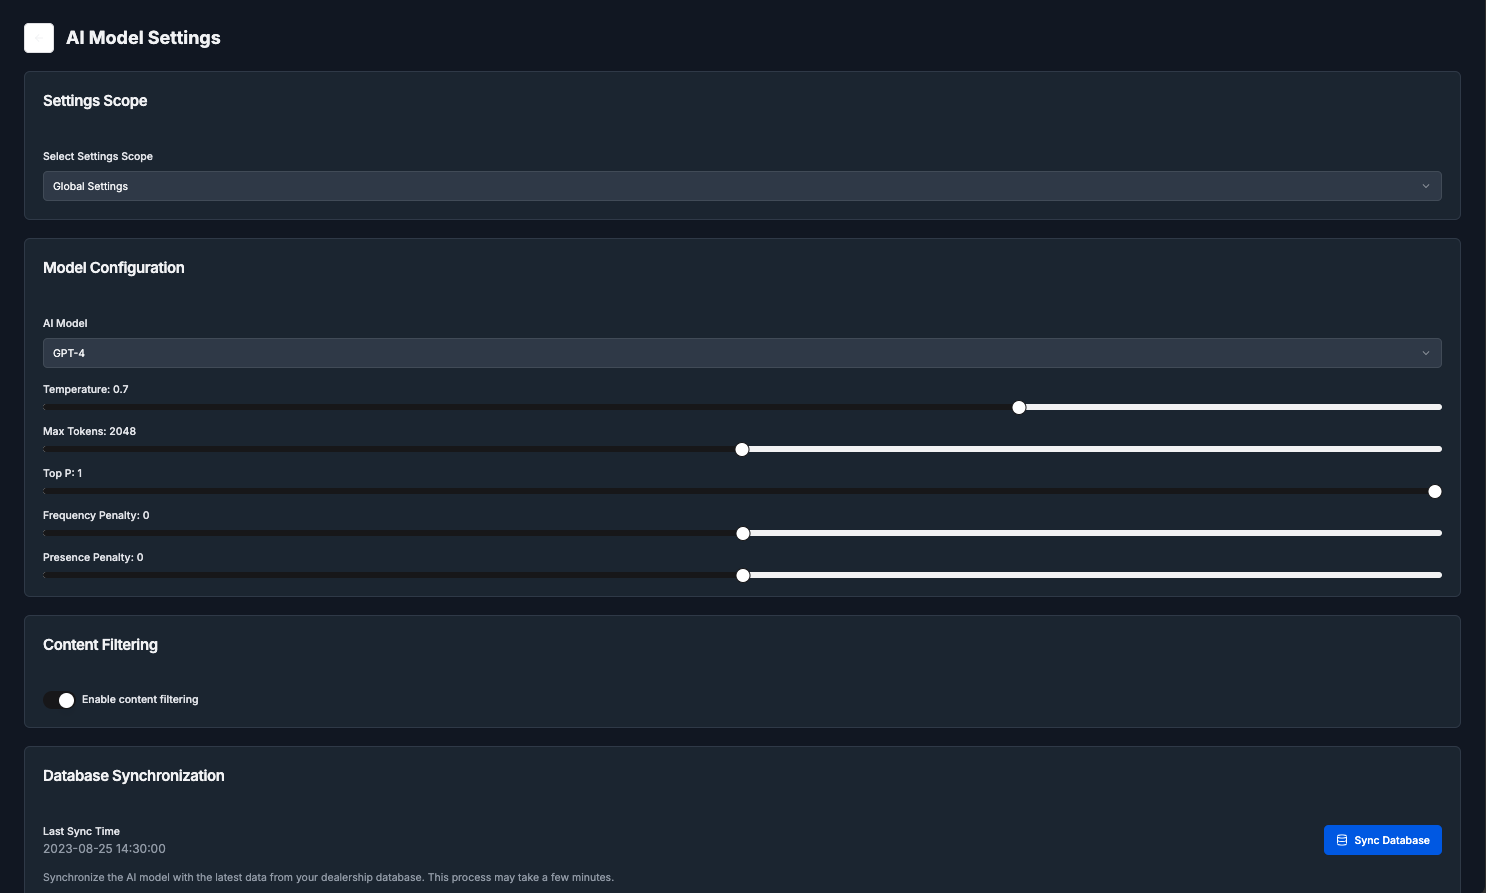 AI Model Settings
Settings Scope
Select Settings Scope
Global Settings
Model Configuration
AI Model
GPT-4
Temperature: 0.7
Max Tokens: 2048
Top P: 1
Frequency Penalty: 0
Presence Penalty: 0
Content Filtering
Enable content filtering
Database Synchronization
Last Sync Time
2023-08-25 14:30:00
Sync Database
Synchronize the AI model with the latest data from your dealership database. This process may take a few minutes.